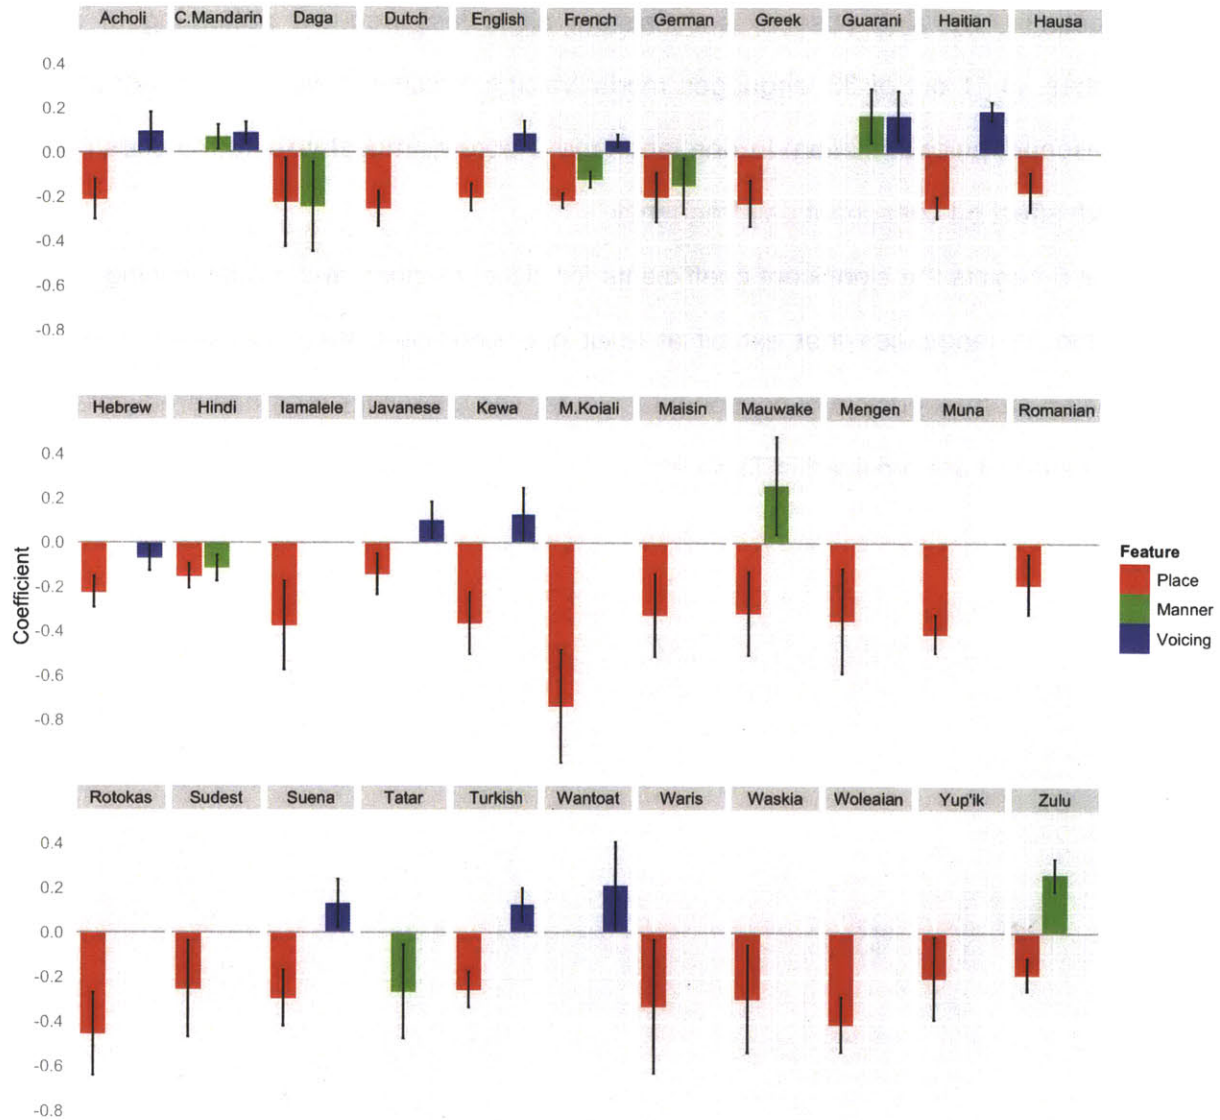 Acholi C.Mandarin Daga Dutch English French German Greek Guarani Haitian Hausa
0.4
0.2
0.0
-0.2
-0.4
-0.6
-0.8
Hebrew Hindi Iamalele Javanese Kewa M.Koiali Maisin Mauwake Mengen Muna Romanian
0.4
0.2
0.0
-0.2
-0.4
-0.6
-0.8
Coefficient
Feature
Place
Manner
Voicing
Rotokas Sudest Suena Tatar Turkish Wantoat Waris Waskia Woleaian Yup'ik Zulu
0.4
0.2
0.0
-0.2
-0.4
-0.6
-0.8